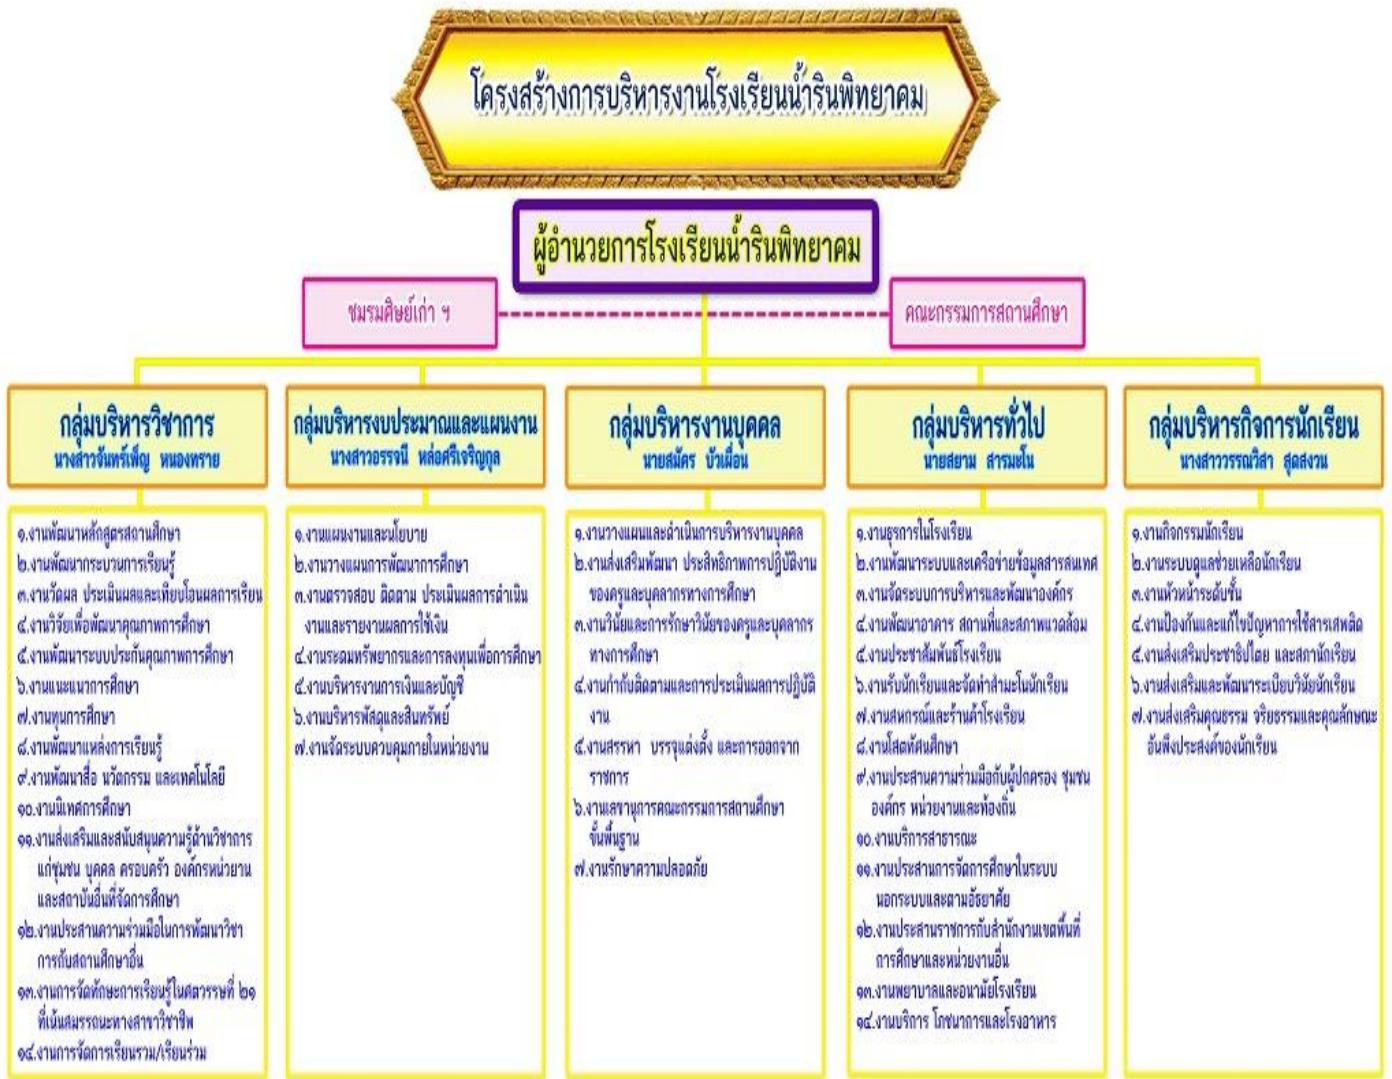 โครงสร้างการบริหารงานโรงเรียนน้ำรินพิทยาคม
ผู้อำนวยการโรงเรียนน้ำรินพิทยาคม
ชมรมศิษย์เก่า ฯ
คณะกรรมการสถานศึกษา
กลุ่มบริหารวิชาการ
นางสาวจันทร์เพ็ญ หนองทราย
๑.งานพัฒนาหลักสูตรสถานศึกษา
๒.งานพัฒนากระบวนการเรียนรู้
๓.งานวัดผล ประเมินผลและเทียบโอนผลการเรียน
๔.งานวิจัยเพื่อพัฒนาคุณภาพการศึกษา
๕.งานพัฒนาระบบประกันคุณภาพการศึกษา
๖.งานแนะแนวการศึกษา
๗.งานทุนการศึกษา
๘.งานพัฒนาแหล่งการเรียนรู้
๙.งานพัฒนาสื่อ นวัตกรรม และเทคโนโลยี
๑๐.งานนิเทศการศึกษา
๑๑.งานส่งเสริมและสนับสนุนความรู้ด้านวิชาการ
แก่ชุมชน บุคคล ครอบครัว องค์กรหน่วยาน
และสถาบันอื่นที่จัดการศึกษา
๑๒.งานประสานความร่วมมือในการพัฒนาวิชา
การกับสถานศึกษาอื่น
๑๓.งานการจัดทักษะการเรียนรู้ในศตวรรษที่ ๒๑
ที่เน้นสมรรถนะทางสาขาวิชาชีพ
๑๔.งานการจัดการเรียนรวม/เรียนร่วม
กลุ่มบริหารงบประมาณและแผนงาน
นางสาวอรรจนี หล่อศรีเจริญกุล
๑.งานแผนงานและนโยบาย
๒.งานวางแผนการพัฒนาการศึกษา
๓.งานตรวจสอบ ติดตาม ประเมินผลการดำเนิน
งานและรายงานผลการใช้เงิน
๔.งานระดมทรัพยากรและการลงทุนเพื่อการศึกษา
๕.งานบริหารงานการเงินและบัญชี
๖.งานบริหารพัสดุและสินทรัพย์
๗.งานจัดระบบควบคุมภายในหน่วยงาน
กลุ่มบริหารงานบุคคล
นายสมัคร บัวเผื่อน
๑.งานวางแผนและดำเนินการบริหารงานบุคคล
๒.งานส่งเสริมพัฒนา ประสิทธิภาพการปฏิบัติงาน
ของครูและบุคลากรทางการศึกษา
๓.งานวินัยและการรักษาวินัยของครูและบุคลากร
ทางการศึกษา
๔.งานกำกับติดตามและการประเมินผลการปฏิบัติ
งาน
๕.งานสรรหา บรรจุแต่งตั้ง และการออกจาก
ราชการ
๖.งานเลขานุการคณะกรรมการสถานศึกษา
ขั้นพื้นฐาน
๗.งานรักษาความปลอดภัย
กลุ่มบริหารทั่วไป
นายสยาม สารมะโน
๑.งานธุรการในโรงเรียน
๒.งานพัฒนาระบบและเครือข่ายข้อมูลสารสนเทศ
๓.งานจัดระบบการบริหารและพัฒนาองค์กร
๔.งานพัฒนาอาคาร สถานที่และสภาพแวดล้อม
๕.งานประชาสัมพันธ์โรงเรียน
๖.งานรับนักเรียนและจัดทำสำมะโนนักเรียน
๗.งานสหกรณ์และร้านค้าโรงเรียน
๘.งานโสตทัศนศึกษา
๙.งานประสานความร่วมมือกับผู้ปกครอง ชุมชน
องค์กร หน่วยงานและท้องถิ่น
๑๐.งานบริการสาธารณะ
๑๑.งานประสานการจัดการศึกษาในระบบ
นอกระบบและตามอัธยาศัย
๑๒.งานประสานราชการกับสำนักงานเขตพื้นที่
การศึกษาและหน่วยงานอื่น
๑๓.งานพยาบาลและอนามัยโรงเรียน
๑๔.งานบริการ โภชนาการและโรงอาหาร
กลุ่มบริหารกิจการนักเรียน
นางสาววรรณวิสา สุดสงวน
๑.งานกิจกรรมนักเรียน
๒.งานระบบดูแลช่วยเหลือนักเรียน
๓.งานหัวหน้าระดับชั้น
๔.งานป้องกันและแก้ไขปัญหาการใช้สารเสพติด
๕.งานส่งเสริมประชาธิปไตย และสภานักเรียน
๖.งานส่งเสริมและพัฒนาระเบียบวินัยนักเรียน
๗.งานส่งเสริมคุณธรรม จริยธรรมและคุณลักษณะ
อันพึงประสงค์ของนักเรียน